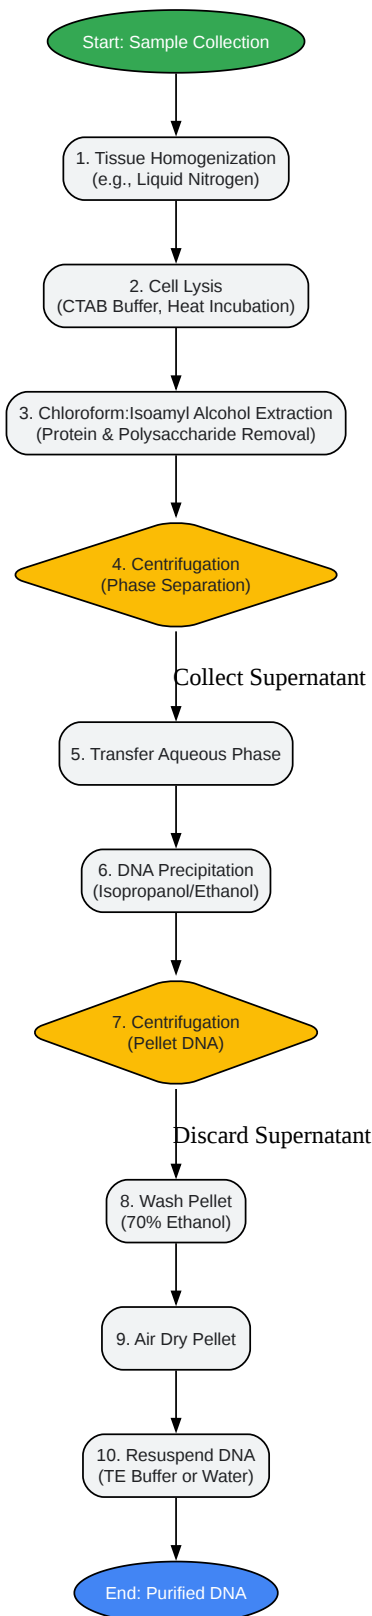 Start: Sample Collection
1. Tissue Homogenization
(e.g., Liquid Nitrogen)
2. Cell Lysis
(CTAB Buffer, Heat Incubation)
3. Chloroform:Isoamyl Alcohol Extraction
(Protein & Polysaccharide Removal)
4. Centrifugation
(Phase Separation)
Collect Supernatant
5. Transfer Aqueous Phase
6. DNA Precipitation
(Isopropanol/Ethanol)
7. Centrifugation
(Pellet DNA)
Discard Supernatant
8. Wash Pellet
(70% Ethanol)
9. Air Dry Pellet
10. Resuspend DNA
(TE Buffer or Water)
End: Purified DNA